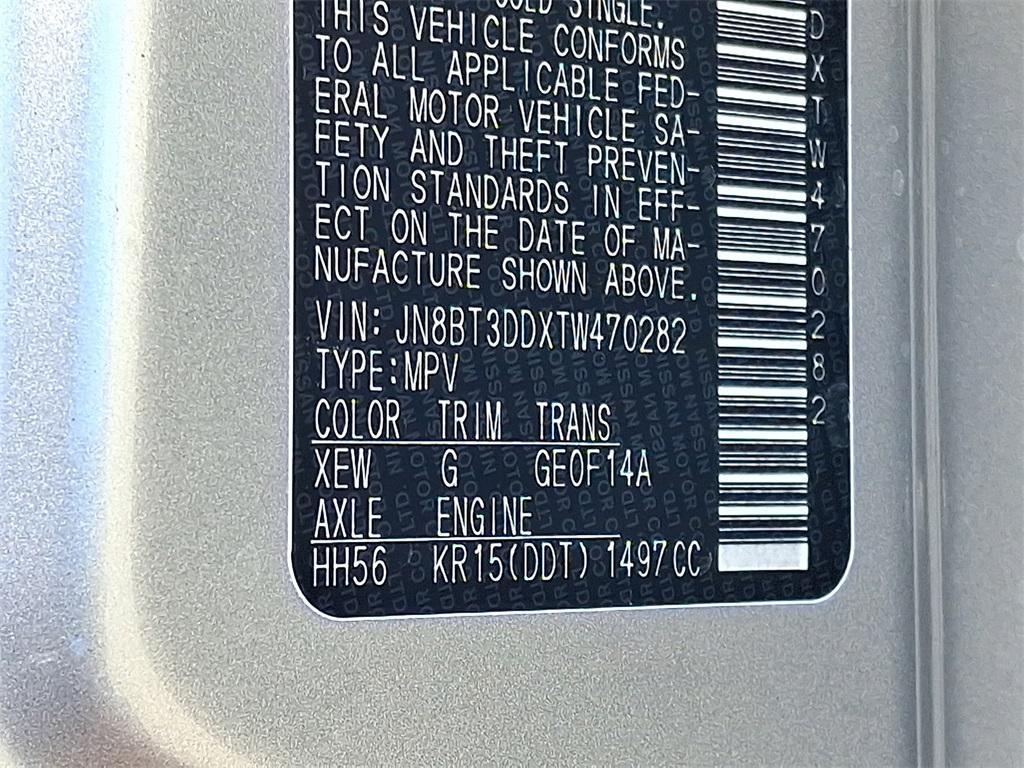 COLD SINGLE.
THIS VEHICLE CONFORMS
TO ALL APPLICABLE FED-
ERAL MOTOR VEHICLE SA-
FETY AND THEFT PREVEN-
TION STANDARDS IN EFF-
ECT ON THE DATE OF MA-
NUFACTURE SHOWN ABOVE.
VIN: JN8BT3DDXTW470282
TYPE:MPV
COLOR TRIM TRANS
XEW G GE0F14A
AXLE ENGINE
HH56 KR15(DDT) 1497CC
DXTW470282